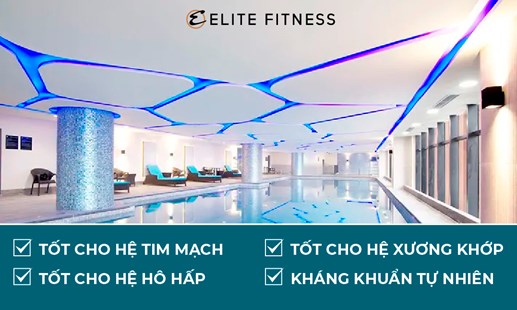 ELITE FITNESS
TỐT CHO HỆ TIM MẠCH
TỐT CHO HỆ XƯƠNG KHỚP
TỐT CHO HỆ HÔ HẤP
KHÁNG KHUẨN TỰ NHIÊN